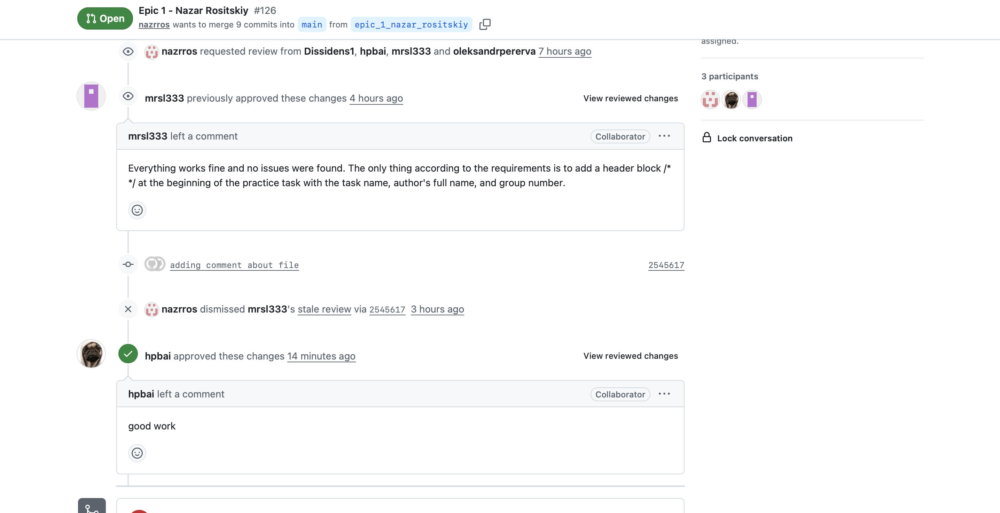 Open
Epic 1 - Nazar Rositskiy #126
nazrros wants to merge 9 commits into main from epic_1_nazar_rositskiy
assigned.
nazrros requested review from Dissidens1, hpbai, mrsl333 and oleksandrpererva 7 hours ago
3 participants
mrsl333 previously approved these changes 4 hours ago
View reviewed changes
Lock conversation
mrsl333 left a comment
Collaborator
Everything works fine and no issues were found. The only thing according to the requirements is to add a header block /*
*/ at the beginning of the practice task with the task name, author's full name, and group number.
adding comment about file
2545617
nazrros dismissed mrsl333's stale review via 2545617 3 hours ago
hpbai approved these changes 14 minutes ago
View reviewed changes
hpbai left a comment
Collaborator
good work